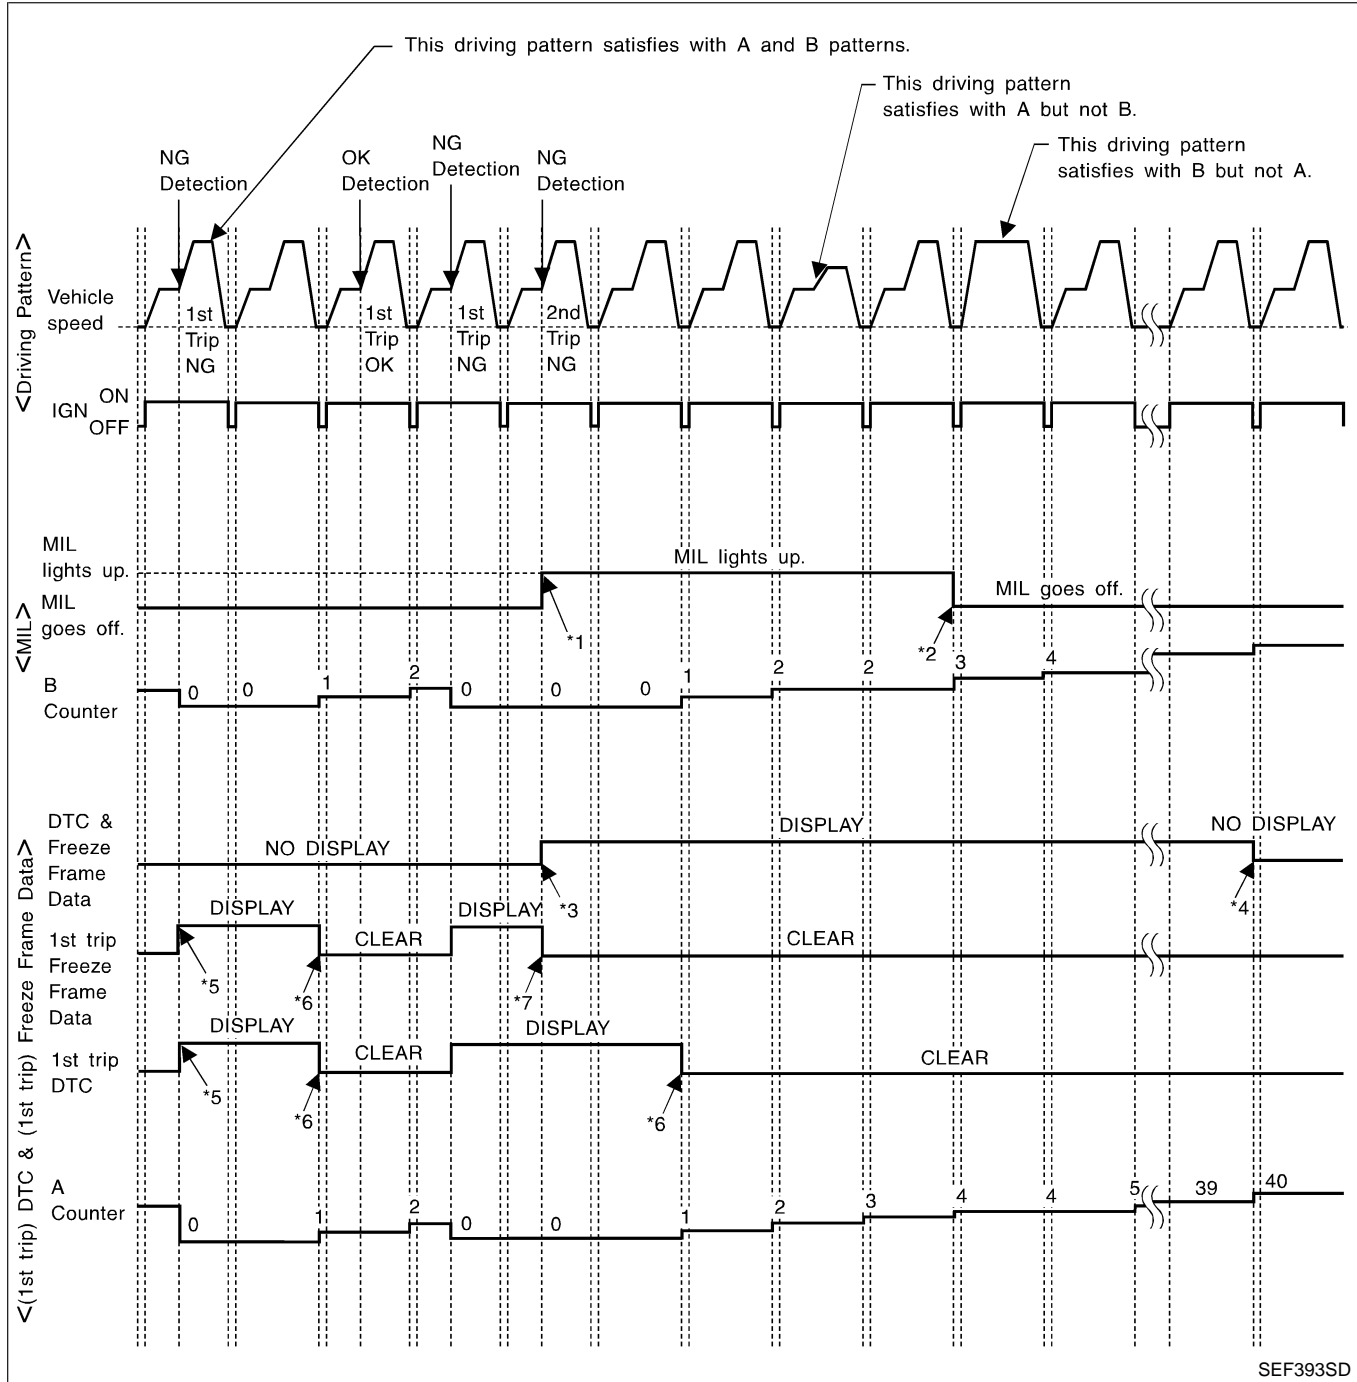 This driving pattern satisfies with A and B patterns.
This driving pattern
satisfies with A but not B.
This driving pattern
satisfies with B but not A.
NG
Detection
OK
Detection
NG
Detection
NG
Detection
<Driving Pattern>
Vehicle
speed
1st
Trip
NG
1st
Trip
OK
1st
Trip
NG
2nd
Trip
NG
IGN
ON
OFF
<MIL>
MIL
lights up.
MIL
goes off.
MIL lights up.
MIL goes off.
*1
*2
B
Counter
0 0 1 2 0 0 0 1 2 2 3 4
<(1st trip) DTC & (1st trip) Freeze Frame Data>
DTC &
Freeze
Frame
Data
NO DISPLAY
DISPLAY
NO DISPLAY
*3
*4
1st trip
Freeze
Frame
Data
DISPLAY
CLEAR
DISPLAY
CLEAR
*5
*6
*7
1st trip
DTC
DISPLAY
CLEAR
DISPLAY
CLEAR
*5
*6
*6
A
Counter
0 1 2 0 0 1 2 3 4 4 5 39 40
SEF393SD